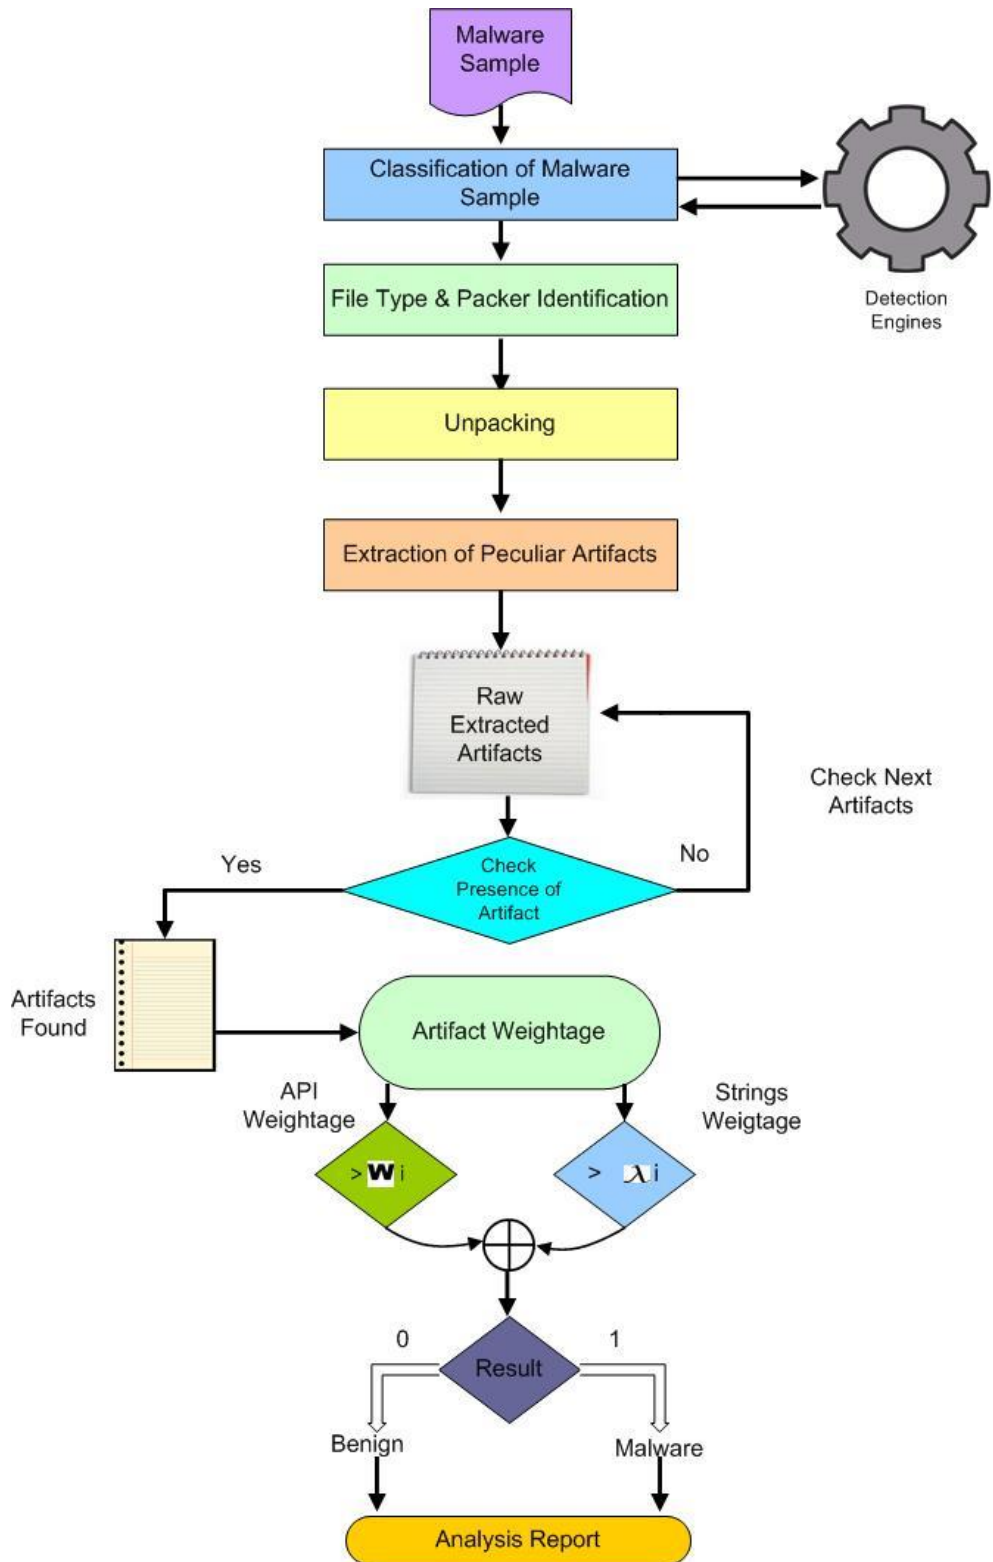 Malware
Sample
Classification of Malware
Sample
Detection
Engines
File Type & Packer Identification
Unpacking
Extraction of Peculiar Artifacts
Raw
Extracted
Artifacts
Check Next
Artifacts
Yes
No
Check
Presence of
Artifact
Artifacts
Found
Artifact Weightage
API
Weightage
Strings
Weigtage
> W i
> λ i
0
1
Result
Benign
Malware
Analysis Report